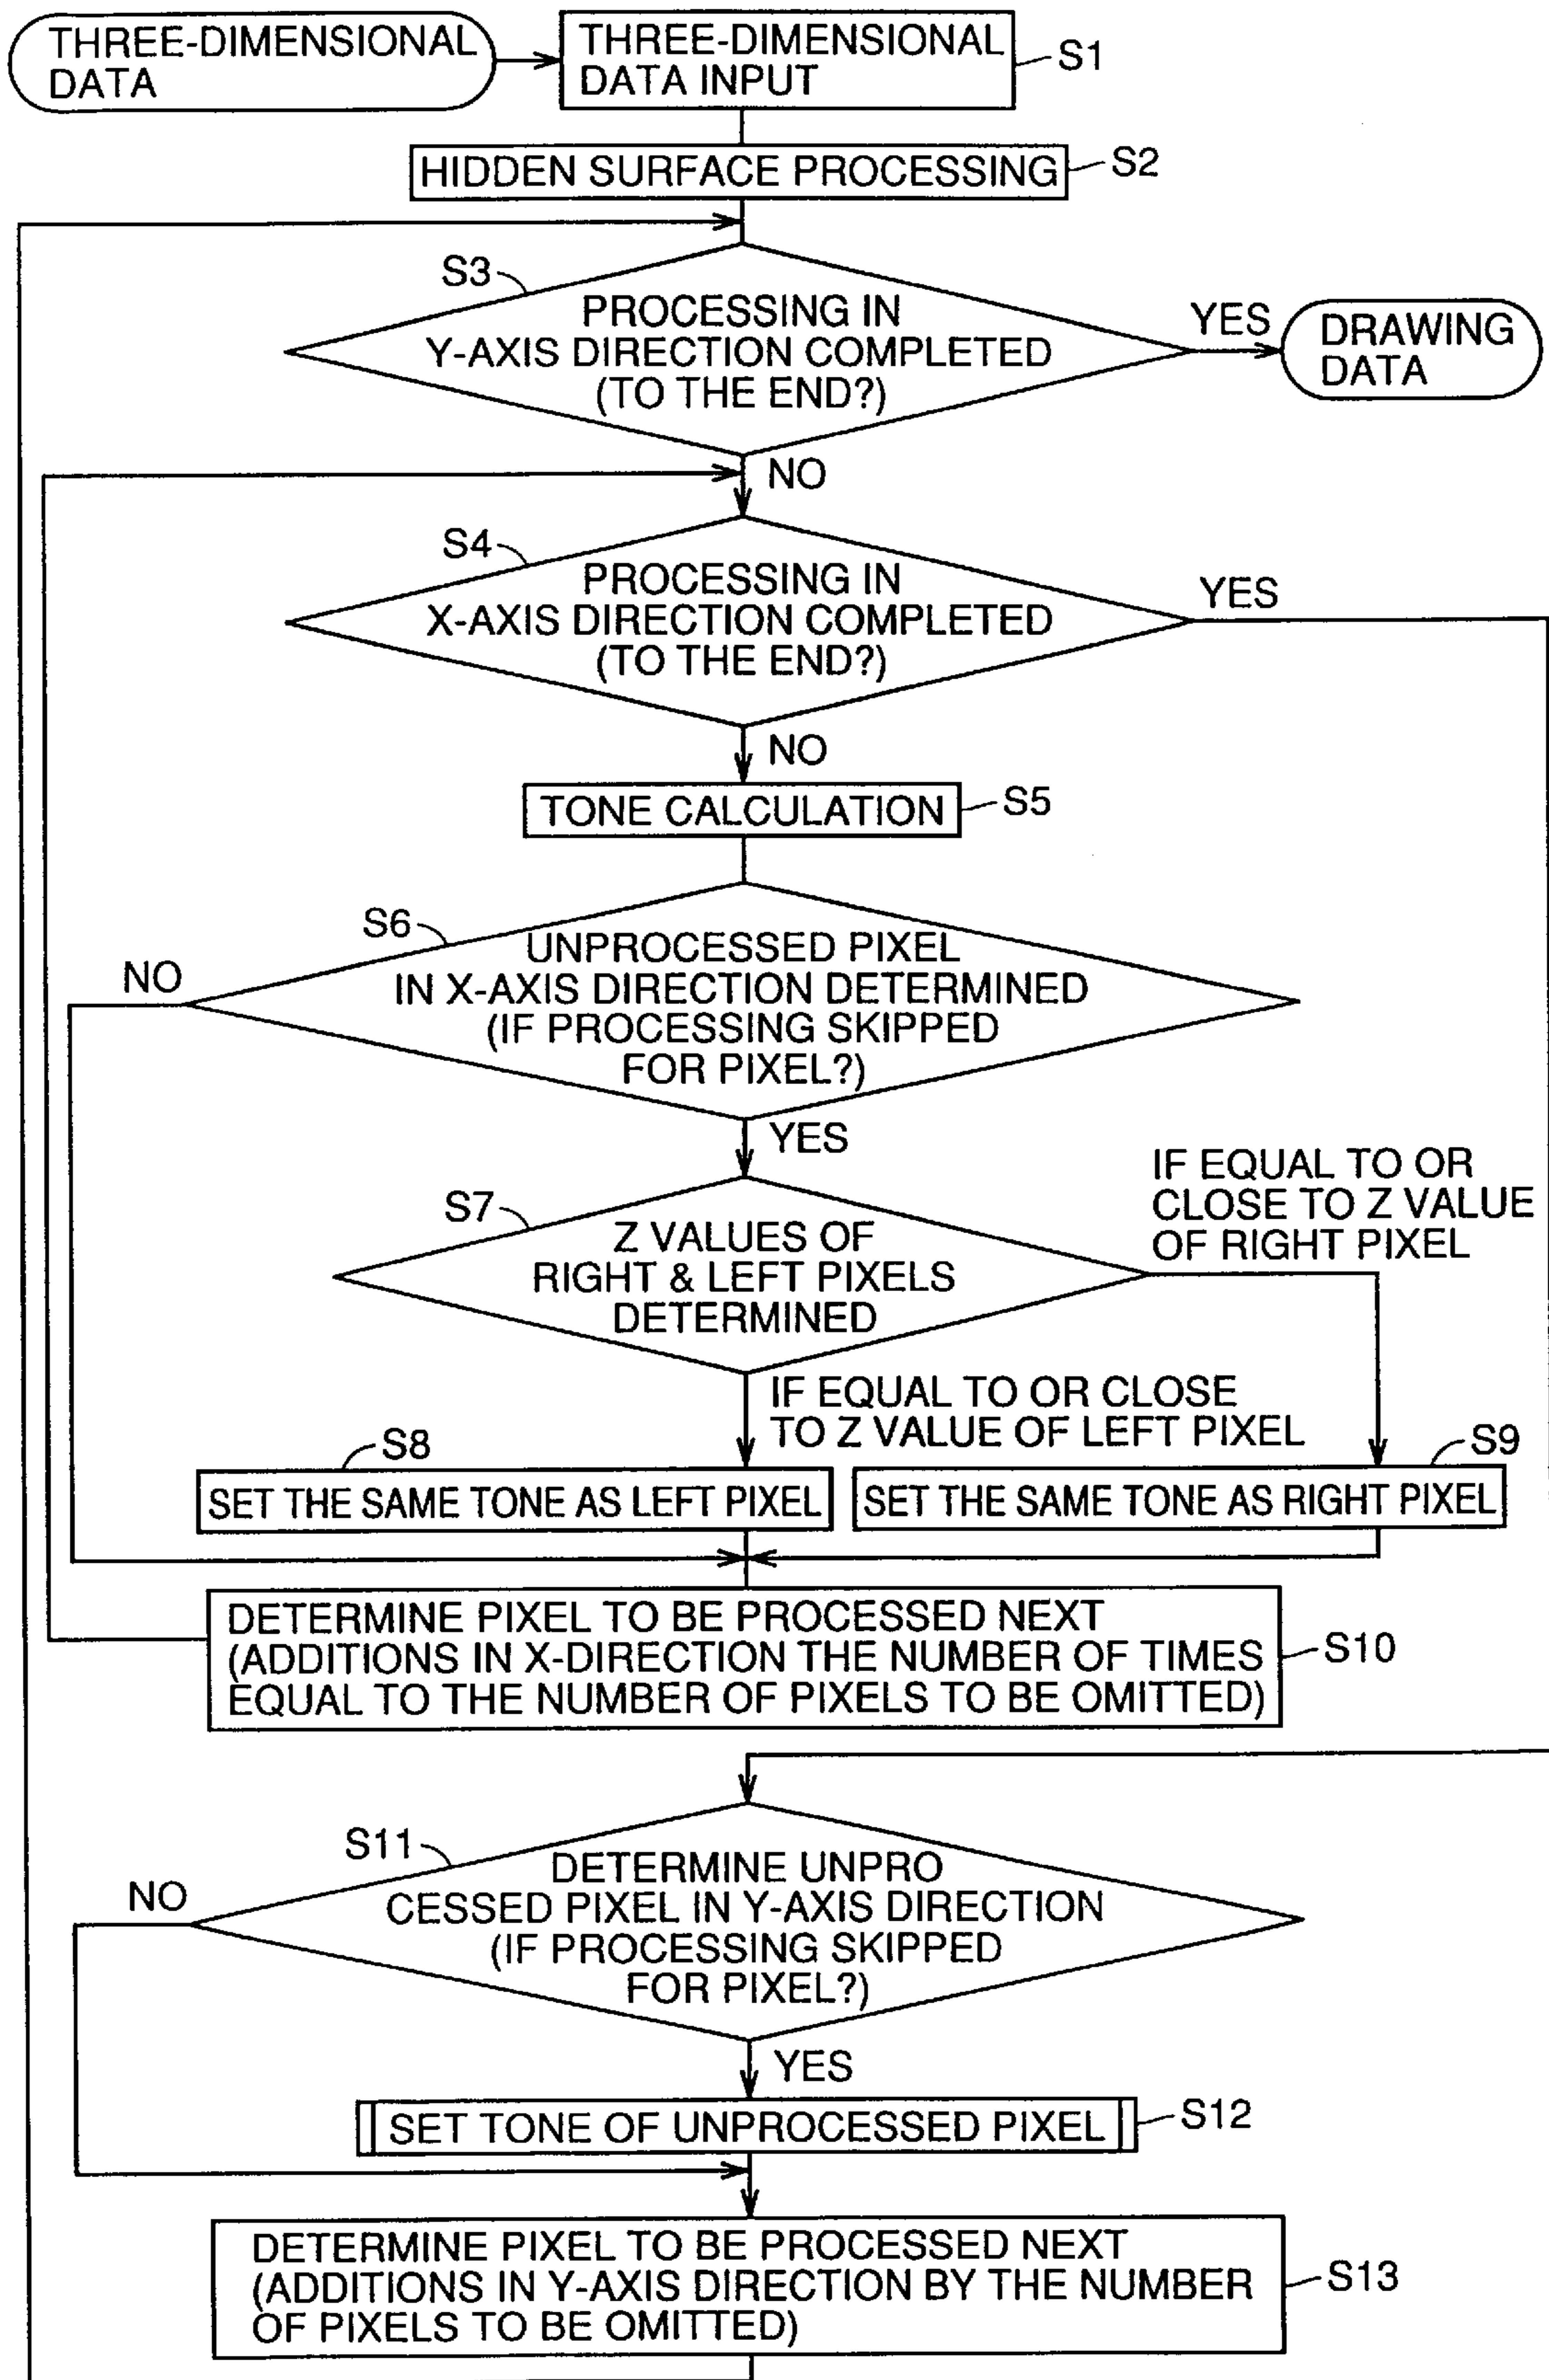 THREE-DIMENSIONAL
DATA
THREE-DIMENSIONAL
DATA INPUT
S1
HIDDEN SURFACE PROCESSING
S2
S3
PROCESSING IN
Y-AXIS DIRECTION COMPLETED
(TO THE END?)
YES
DRAWING
DATA
NO
S4
PROCESSING IN
X-AXIS DIRECTION COMPLETED
(TO THE END?)
YES
NO
TONE CALCULATION
S5
S6
UNPROCESSED PIXEL
IN X-AXIS DIRECTION DETERMINED
(IF PROCESSING SKIPPED
FOR PIXEL?)
NO
YES
S7
Z VALUES OF
RIGHT & LEFT PIXELS
DETERMINED
IF EQUAL TO OR
CLOSE TO Z VALUE
OF RIGHT PIXEL
IF EQUAL TO OR CLOSE
TO Z VALUE OF LEFT PIXEL
S8
SET THE SAME TONE AS LEFT PIXEL
S9
SET THE SAME TONE AS RIGHT PIXEL
DETERMINE PIXEL TO BE PROCESSED NEXT
(ADDITIONS IN X-DIRECTION THE NUMBER OF TIMES
EQUAL TO THE NUMBER OF PIXELS TO BE OMITTED)
S10
S11
DETERMINE UNPRO
CESSED PIXEL IN Y-AXIS DIRECTION
(IF PROCESSING SKIPPED
FOR PIXEL?)
NO
YES
SET TONE OF UNPROCESSED PIXEL
S12
DETERMINE PIXEL TO BE PROCESSED NEXT
(ADDITIONS IN Y-AXIS DIRECTION BY THE NUMBER
OF PIXELS TO BE OMITTED)
S13